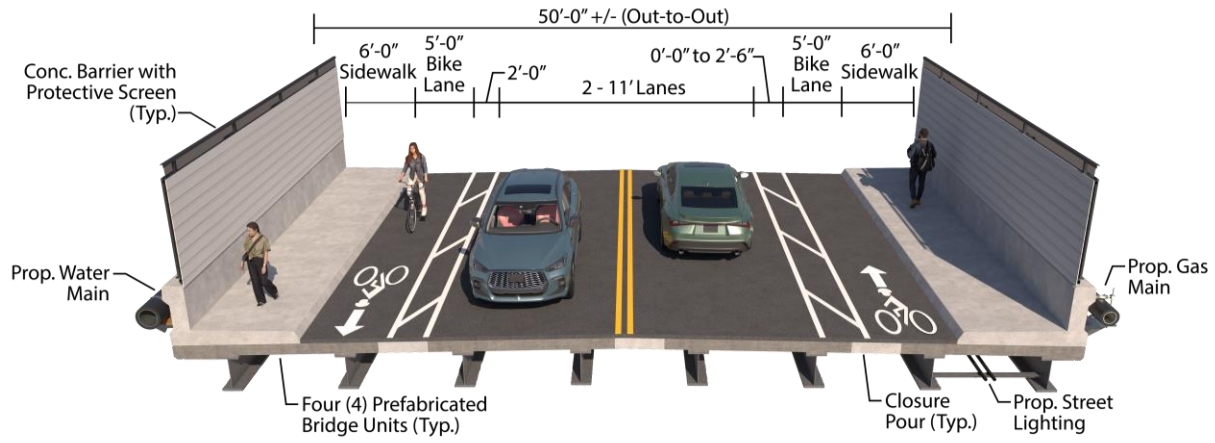 50’-0” +/- (Out-to-Out)
6’-0”
Sidewalk
5’-0”
Bike
Lane
2’-0”
2 - 11’ Lanes
0’-0” to 2’-6”
5’-0”
Bike
Lane
6’-0”
Sidewalk
Conc. Barrier with
Protective Screen
(Typ.)
Prop. Water
Main
Prop. Gas
Main
Four (4) Prefabricated
Bridge Units (Typ.)
Closure
Pour (Typ.)
Prop. Street
Lighting